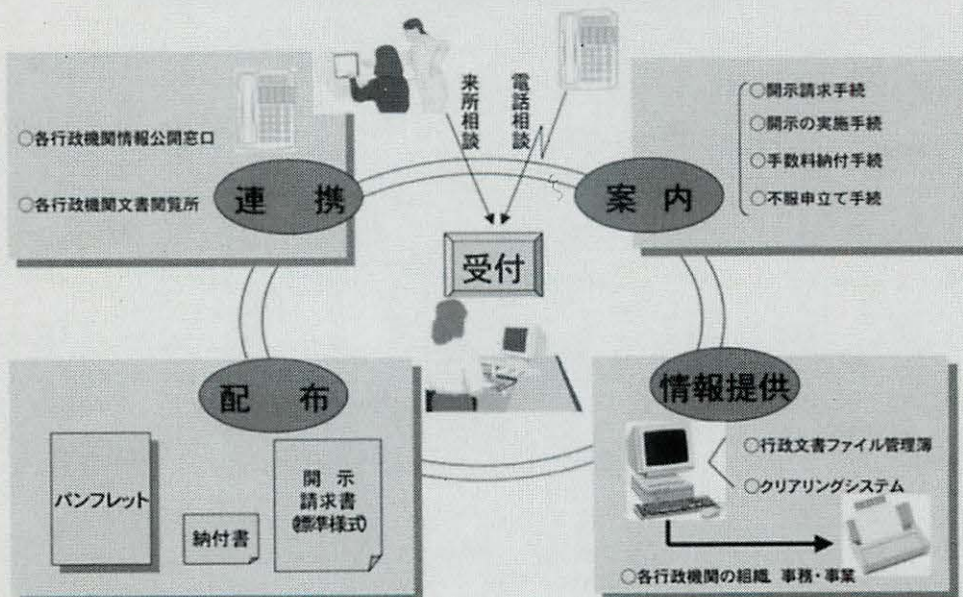 来所相談
電話相談
○各行政機関情報公開窓口
○各行政機関文書閲覧所
連携
案内
○開示請求手続
○開示の実施手続
○手数料納付手続
○不服申立て手続
受付
配布
パンフレット
納付書
開示
請求書
(標準様式)
情報提供
○行政文書ファイル管理簿
○クリアリングシステム
○各行政機関の組織、事務・事業